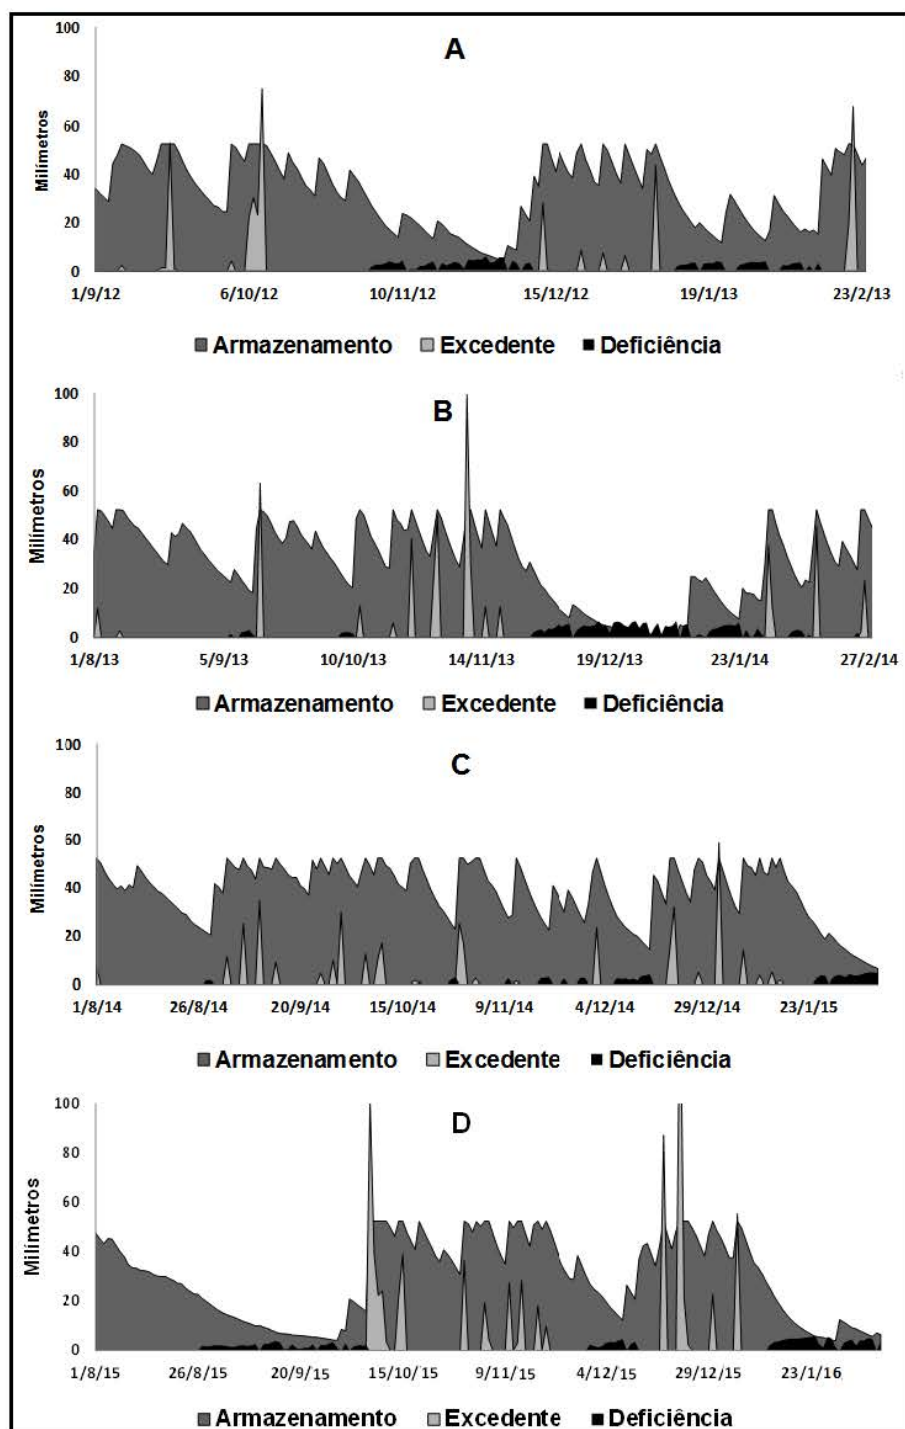 A
Milímetros
100
80
60
40
20
0
1/9/12 6/10/12 10/11/12 15/12/12 19/1/13 23/2/13
Armazenamento Excedente Deficiência
B
Milímetros
100
80
60
40
20
0
1/8/13 5/9/13 10/10/13 14/11/13 19/12/13 23/1/14 27/2/14
Armazenamento Excedente Deficiência
C
Milímetros
100
80
60
40
20
0
1/8/14 26/8/14 20/9/14 15/10/14 9/11/14 4/12/14 29/12/14 23/1/15
Armazenamento Excedente Deficiência
D
Milímetros
100
80
60
40
20
0
1/8/15 26/8/15 20/9/15 15/10/15 9/11/15 4/12/15 29/12/15 23/1/16
Armazenamento Excedente Deficiência